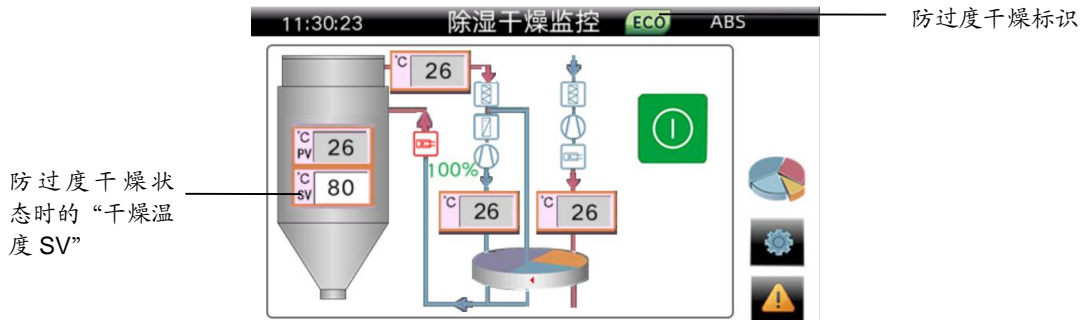 11:30:23 除湿干燥监控 ECO ABS
防过度干燥标识
℃ 26
℃ PV 26
100%
℃ SV 80
℃ 26
℃ 26
防过度干燥状
态时的“干燥温
度 SV”